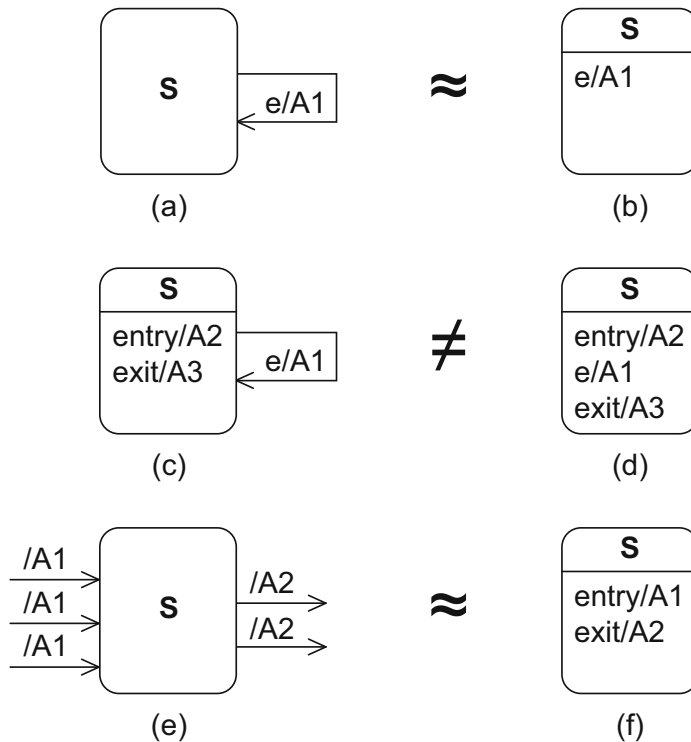 S
e/A1
≈
S
e/A1
(a)
(b)
S
entry/A2
exit/A3
e/A1
≠
S
entry/A2
e/A1
exit/A3
(c)
(d)
/A1
/A1
/A1
S
/A2
/A2
≈
S
entry/A1
exit/A2
(e)
(f)